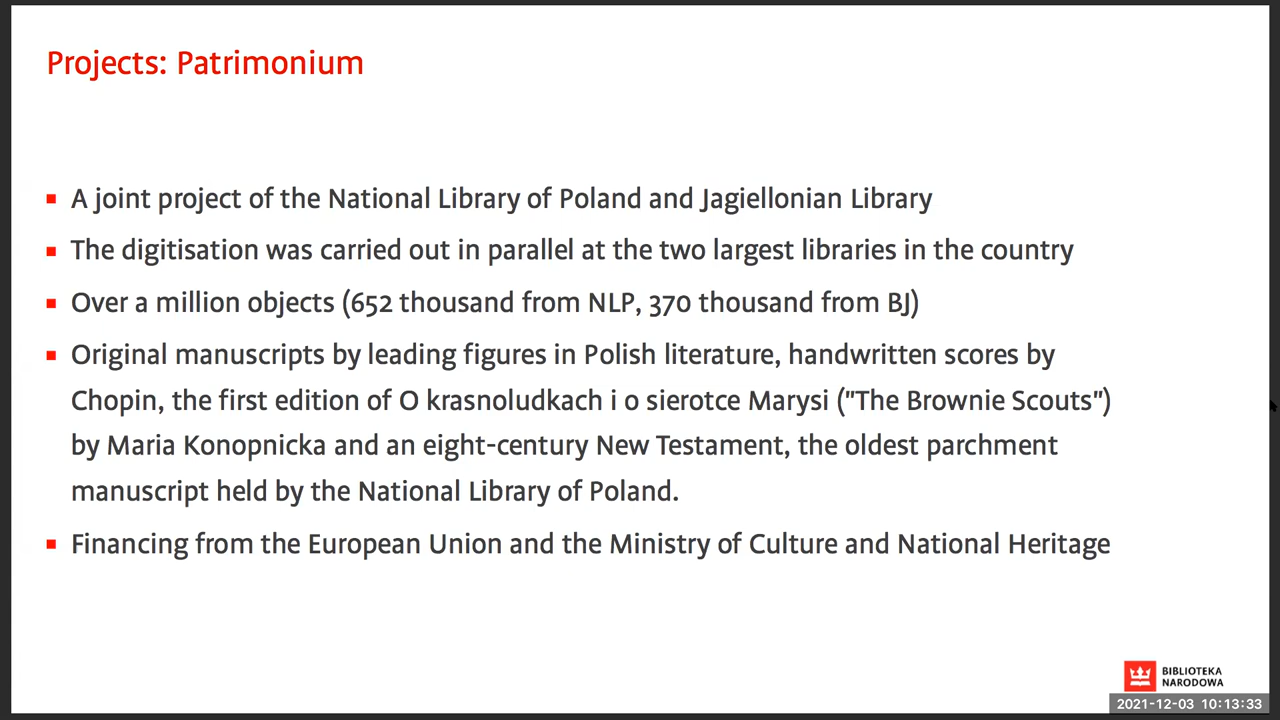 Projects: Patrimonium
A joint project of the National Library of Poland and Jagiellonian Library
The digitisation was carried out in parallel at the two largest libraries in the country
Over a million objects (652 thousand from NLP, 370 thousand from BJ)
Original manuscripts by leading figures in Polish literature, handwritten scores by
Chopin, the first edition of O krasnoludkach i o sierotce Marysi ("The Brownie Scouts")
by Maria Konopnicka and an eight-century New Testament, the oldest parchment
manuscript held by the National Library of Poland.
Financing from the European Union and the Ministry of Culture and National Heritage
BIBLIOTEKA
NARODOWA
2021-12-03 10:13:33